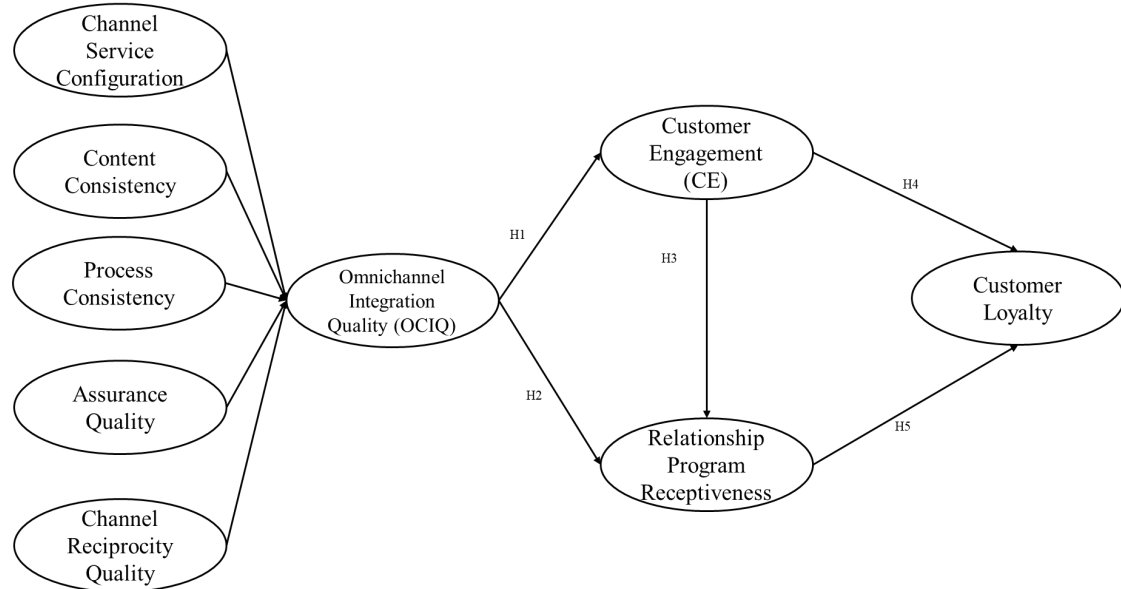 Channel
Service
Configuration
Content
Consistency
Process
Consistency
Assurance
Quality
Channel
Reciprocity
Quality
Omnichannel
Integration
Quality (OCIQ)
H1
H2
Customer
Engagement
(CE)
H3
Relationship
Program
Receptiveness
H4
H5
Customer
Loyalty